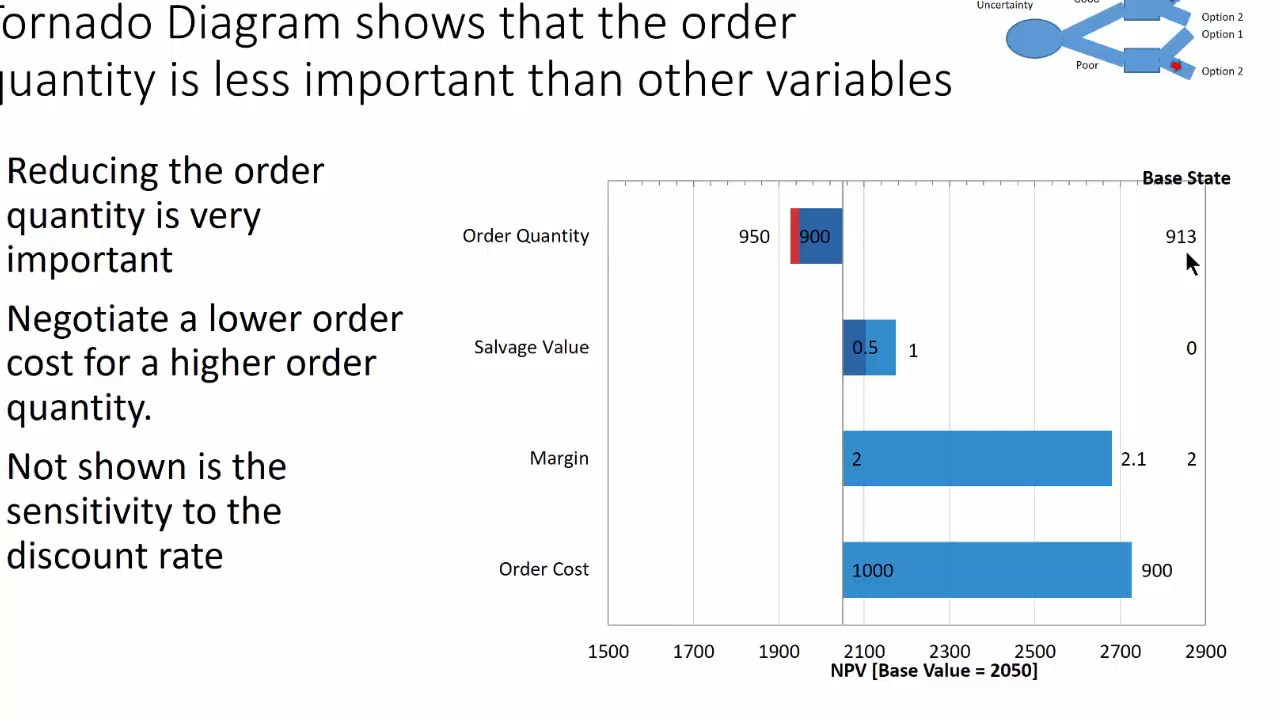 Tornado Diagram shows that the order
quantity is less important than other variables
Uncertainty
Good
Option 2
Option 1
Poor
Option 2
Reducing the order
quantity is very
important
Negotiate a lower order
cost for a higher order
quantity.
Not shown is the
sensitivity to the
discount rate
Base State
Order Quantity 950 900 913
Salvage Value 0.5 1 0
Margin 2 2.1 2
Order Cost 1000 900
1500 1700 1900 2100 2300 2500 2700 2900
NPV [Base Value = 2050]